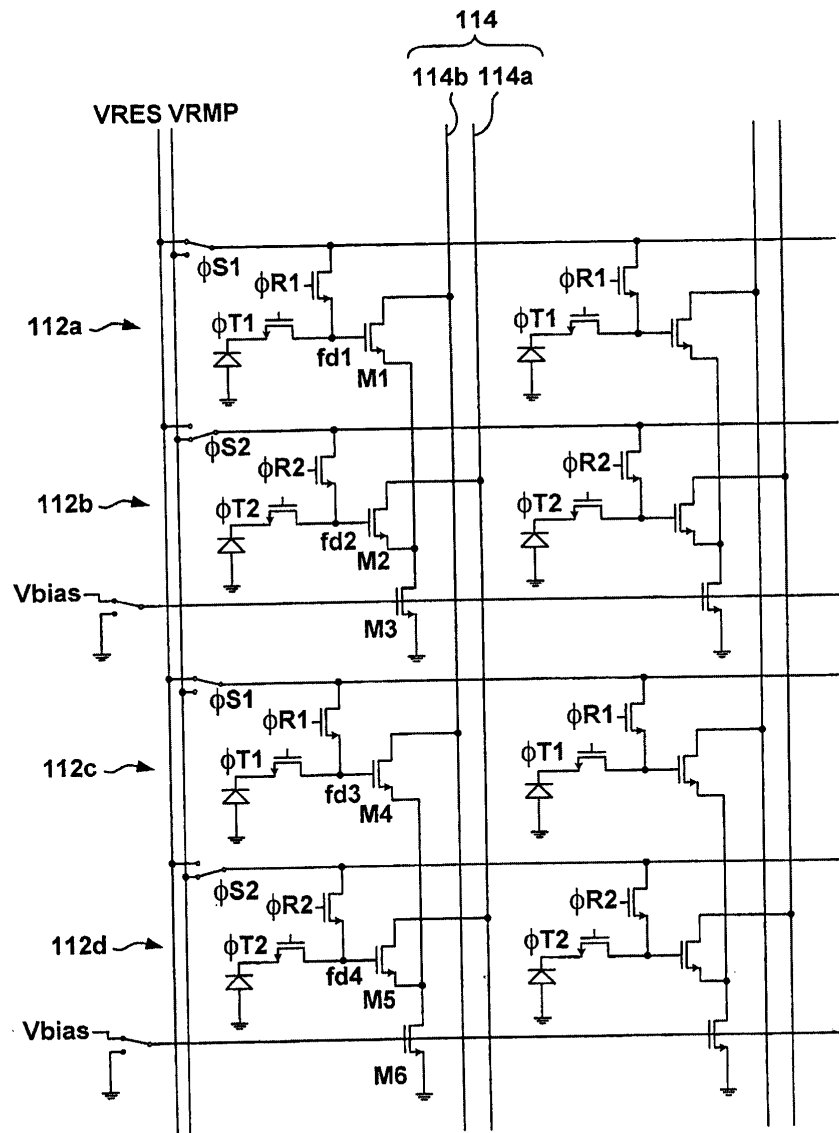 114
114b 114a
VRES VRMP
ϕS1
ϕR1
ϕR1
112a
ϕT1
ϕT1
fd1
M1
ϕS2
ϕR2
ϕR2
112b
ϕT2
ϕT2
fd2
M2
Vbias
M3
ϕS1
ϕR1
ϕR1
112c
ϕT1
ϕT1
fd3
M4
ϕS2
ϕR2
ϕR2
112d
ϕT2
ϕT2
fd4
M5
Vbias
M6